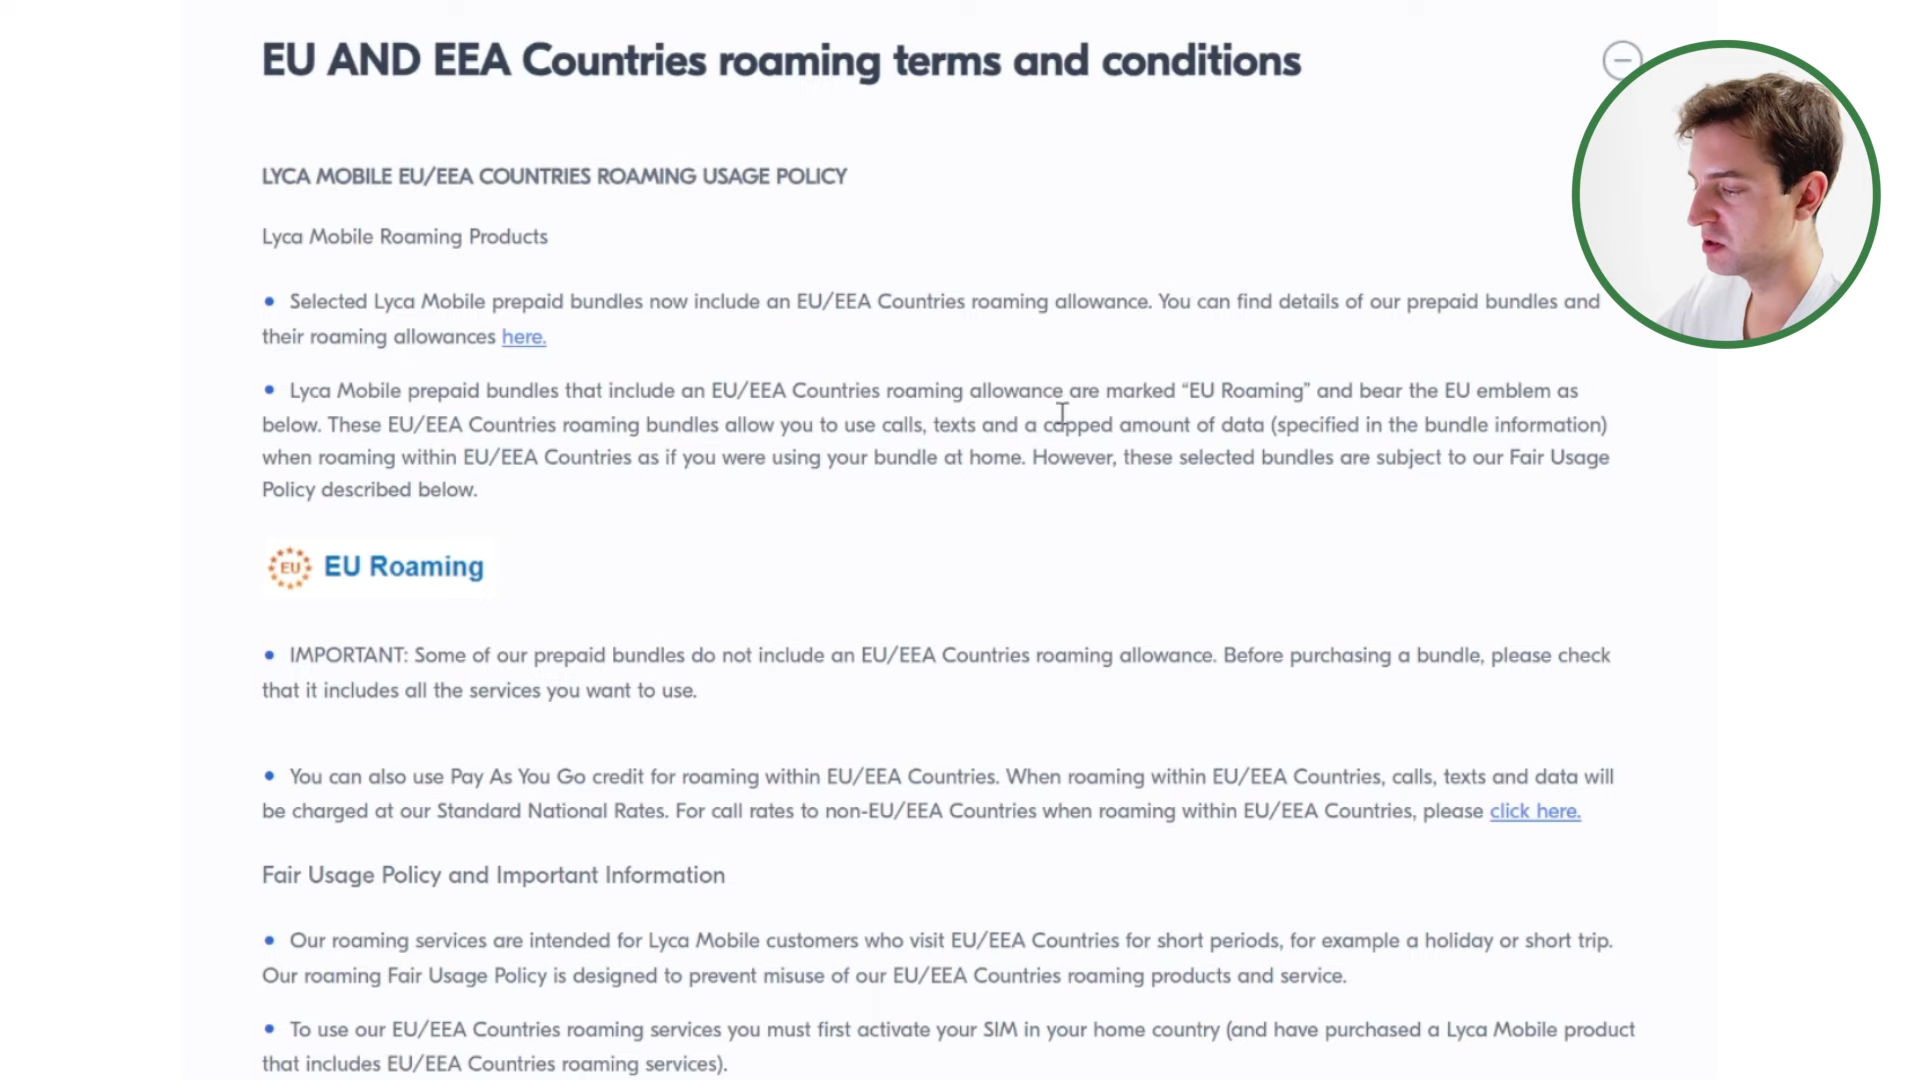 EU AND EEA Countries roaming terms and conditions
LYCA MOBILE EU/EEA COUNTRIES ROAMING USAGE POLICY
Lyca Mobile Roaming Products
• Selected Lyca Mobile prepaid bundles now include an EU/EEA Countries roaming allowance. You can find details of our prepaid bundles and
their roaming allowances here.
• Lyca Mobile prepaid bundles that include an EU/EEA Countries roaming allowance are marked “EU Roaming” and bear the EU emblem as
below. These EU/EEA Countries roaming bundles allow you to use calls, texts and a capped amount of data (specified in the bundle information)
when roaming within EU/EEA Countries as if you were using your bundle at home. However, these selected bundles are subject to our Fair Usage
Policy described below.
EU EU Roaming
• IMPORTANT: Some of our prepaid bundles do not include an EU/EEA Countries roaming allowance. Before purchasing a bundle, please check
that it includes all the services you want to use.
• You can also use Pay As You Go credit for roaming within EU/EEA Countries. When roaming within EU/EEA Countries, calls, texts and data will
be charged at our Standard National Rates. For call rates to non-EU/EEA Countries when roaming within EU/EEA Countries, please click here.
Fair Usage Policy and Important Information
• Our roaming services are intended for Lyca Mobile customers who visit EU/EEA Countries for short periods, for example a holiday or short trip.
Our roaming Fair Usage Policy is designed to prevent misuse of our EU/EEA Countries roaming products and service.
• To use our EU/EEA Countries roaming services you must first activate your SIM in your home country (and have purchased a Lyca Mobile product
that includes EU/EEA Countries roaming services).